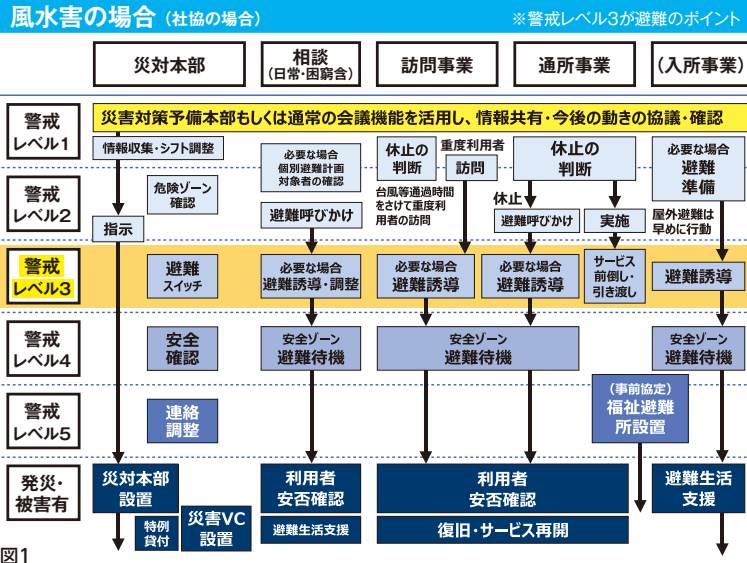 風水害の場合（社協の場合）
※警戒レベル3が避難のポイント
災対本部
相談
（日常・困窮含）
訪問事業
通所事業
（入所事業）
警戒
レベル1
災害対策予備本部もしくは通常の会議機能を活用し、情報共有・今後の動きの協議・確認
情報収集・シフト調整
必要な場合
個別避難計画
対象者の確認
休止の
判断
重度利用者
訪問
休止の
判断
必要な場合
避難
準備
警戒
レベル2
危険ゾーン
確認
指示
避難呼びかけ
台風等通過時間
をさけて重度利
用者の訪問
休止
避難呼びかけ
実施
屋外避難は
早めに行動
警戒
レベル3
避難
スイッチ
必要な場合
避難誘導・調整
必要な場合
避難誘導
必要な場合
避難誘導
サービス
前倒し・
引き渡し
避難誘導
警戒
レベル4
安全
確認
安全ゾーン
避難待機
安全ゾーン
避難待機
安全ゾーン
避難待機
警戒
レベル5
連絡
調整
（事前協定）
福祉避難
所設置
発災・
被害有
災対本部
設置
特例
貸付
災害VC
設置
利用者
安否確認
避難生活支援
利用者
安否確認
復旧・サービス再開
避難生活
支援
図1